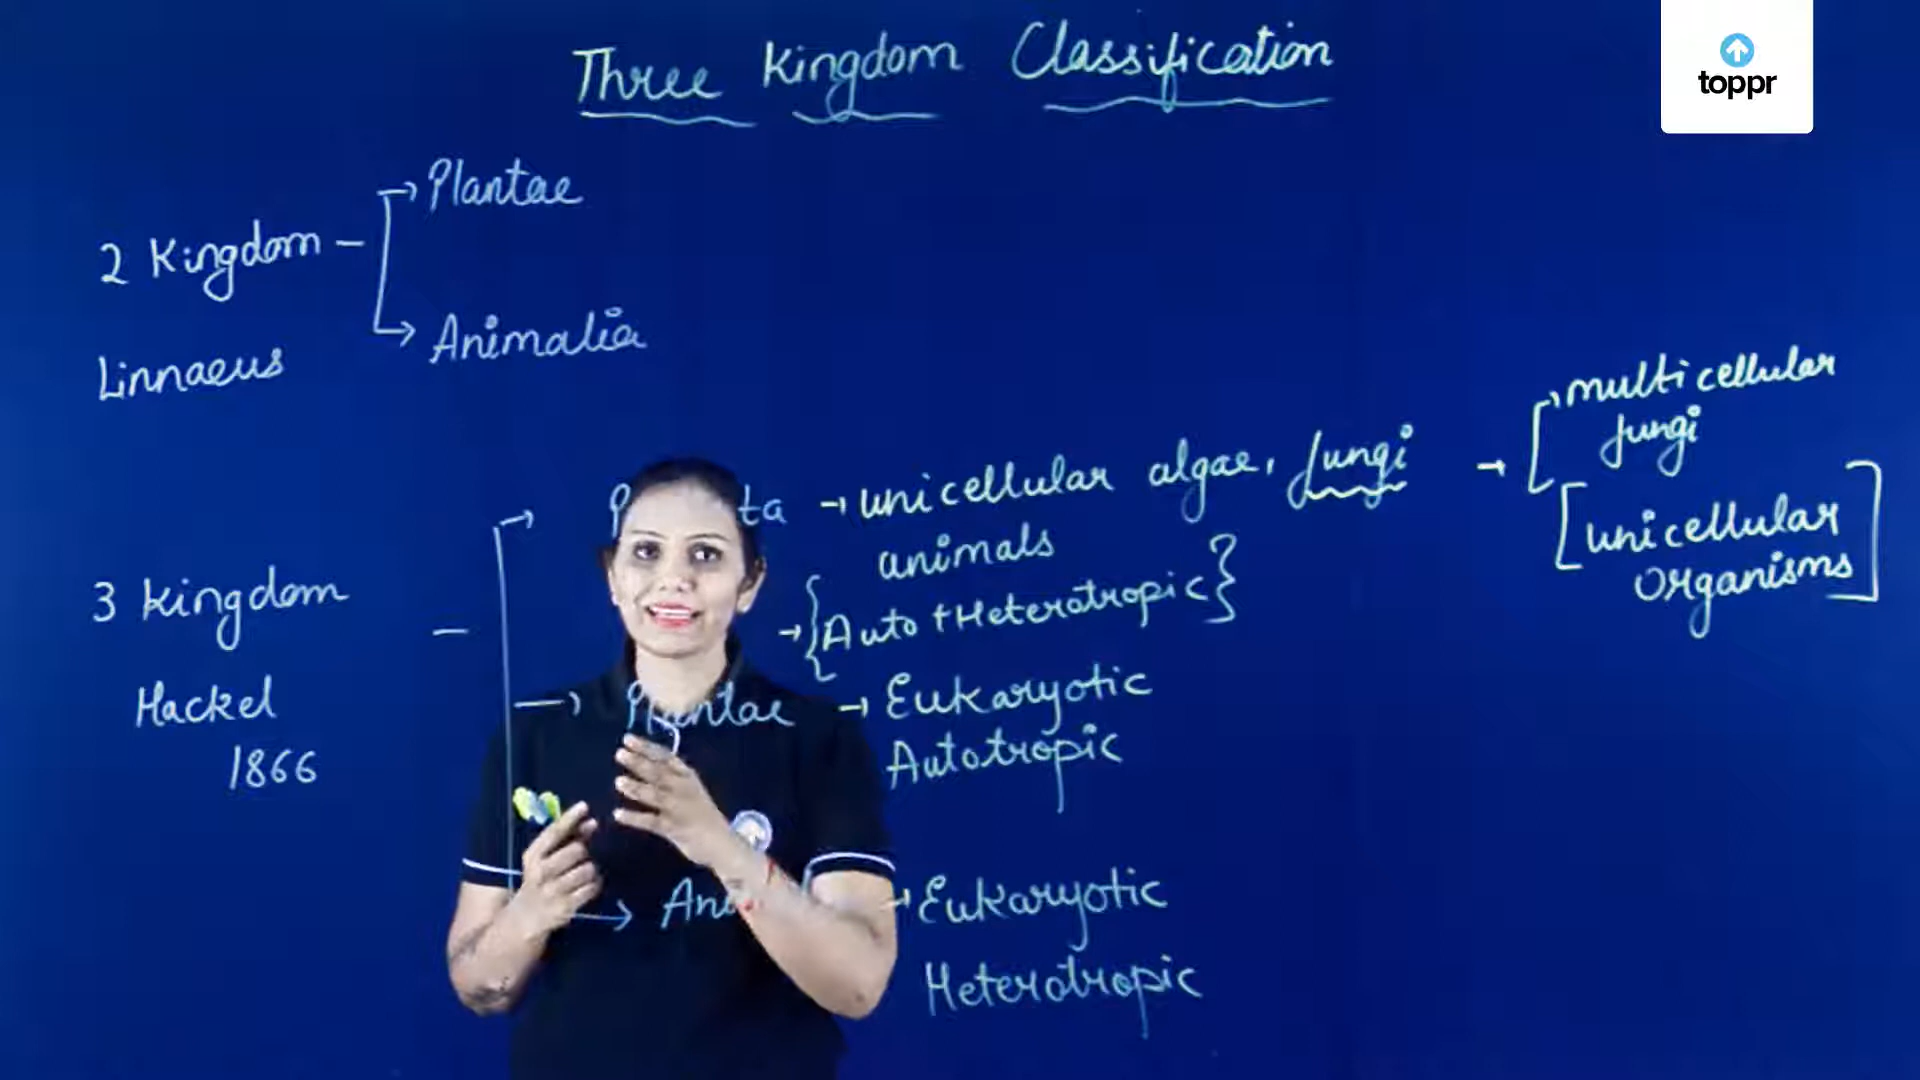 Three Kingdom Classification
toppr
2 Kingdom
Plantae
Animalia
Linnaeus
3 Kingdom
Hackel
1866
unicellular algae, fungi
animals
{Auto + Heterotropic}
multicellular
fungi
[unicellular
organisms]
Plantae
Eukaryotic
Autotropic
Eukaryotic
Heterotropic